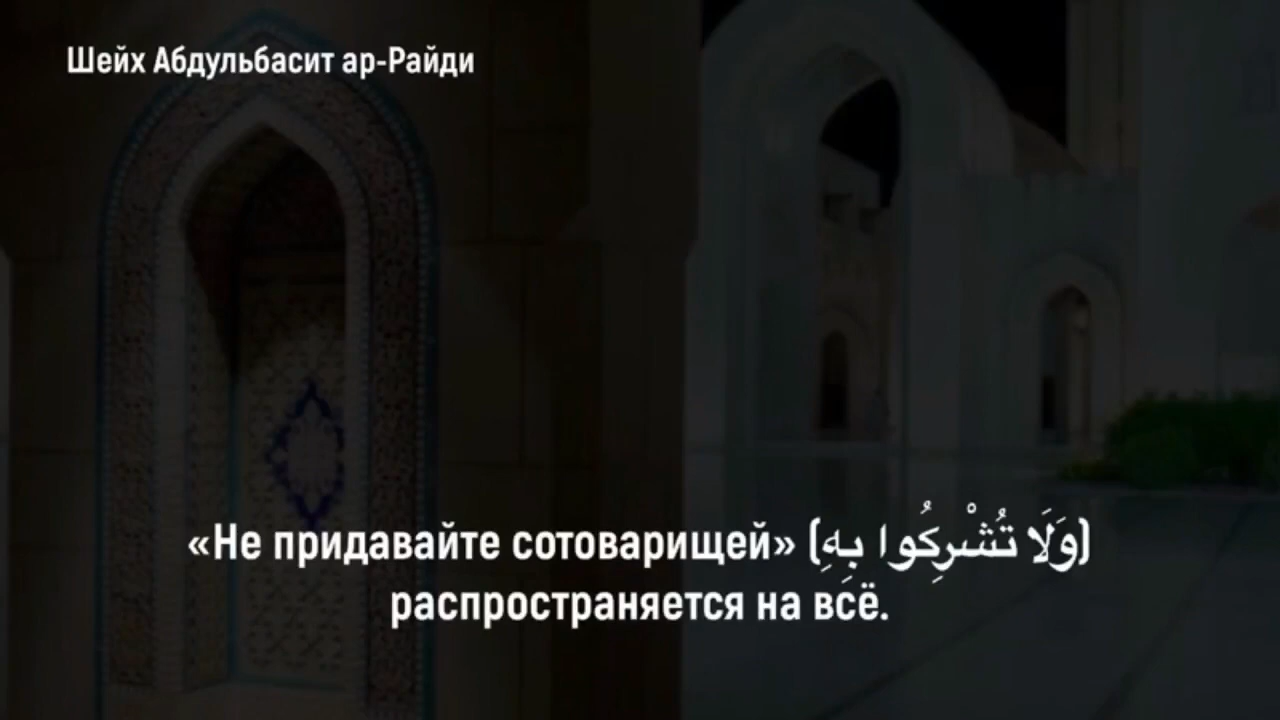 Шейх Абдульбасит ар-Райди
«Не придавайте сотоварищей» (وَلَا تُشْرِكُوا بِهِ)
распространяется на всё.